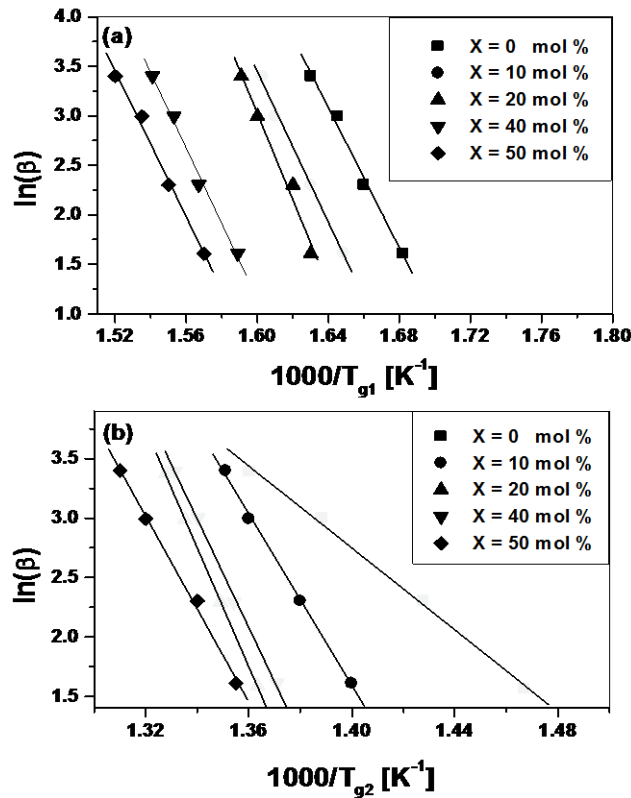 (a)
X = 0 mol %
X = 10 mol %
X = 20 mol %
X = 40 mol %
X = 50 mol %
4.0
3.5
3.0
2.5
2.0
1.5
1.0
ln(β)
1.52 1.56 1.60 1.64 1.68 1.72 1.76 1.80
1000/Tg1 [K⁻¹]
(b)
X = 0 mol %
X = 10 mol %
X = 20 mol %
X = 40 mol %
X = 50 mol %
3.5
3.0
2.5
2.0
1.5
ln(β)
1.32 1.36 1.40 1.44 1.48
1000/Tg2 [K⁻¹]